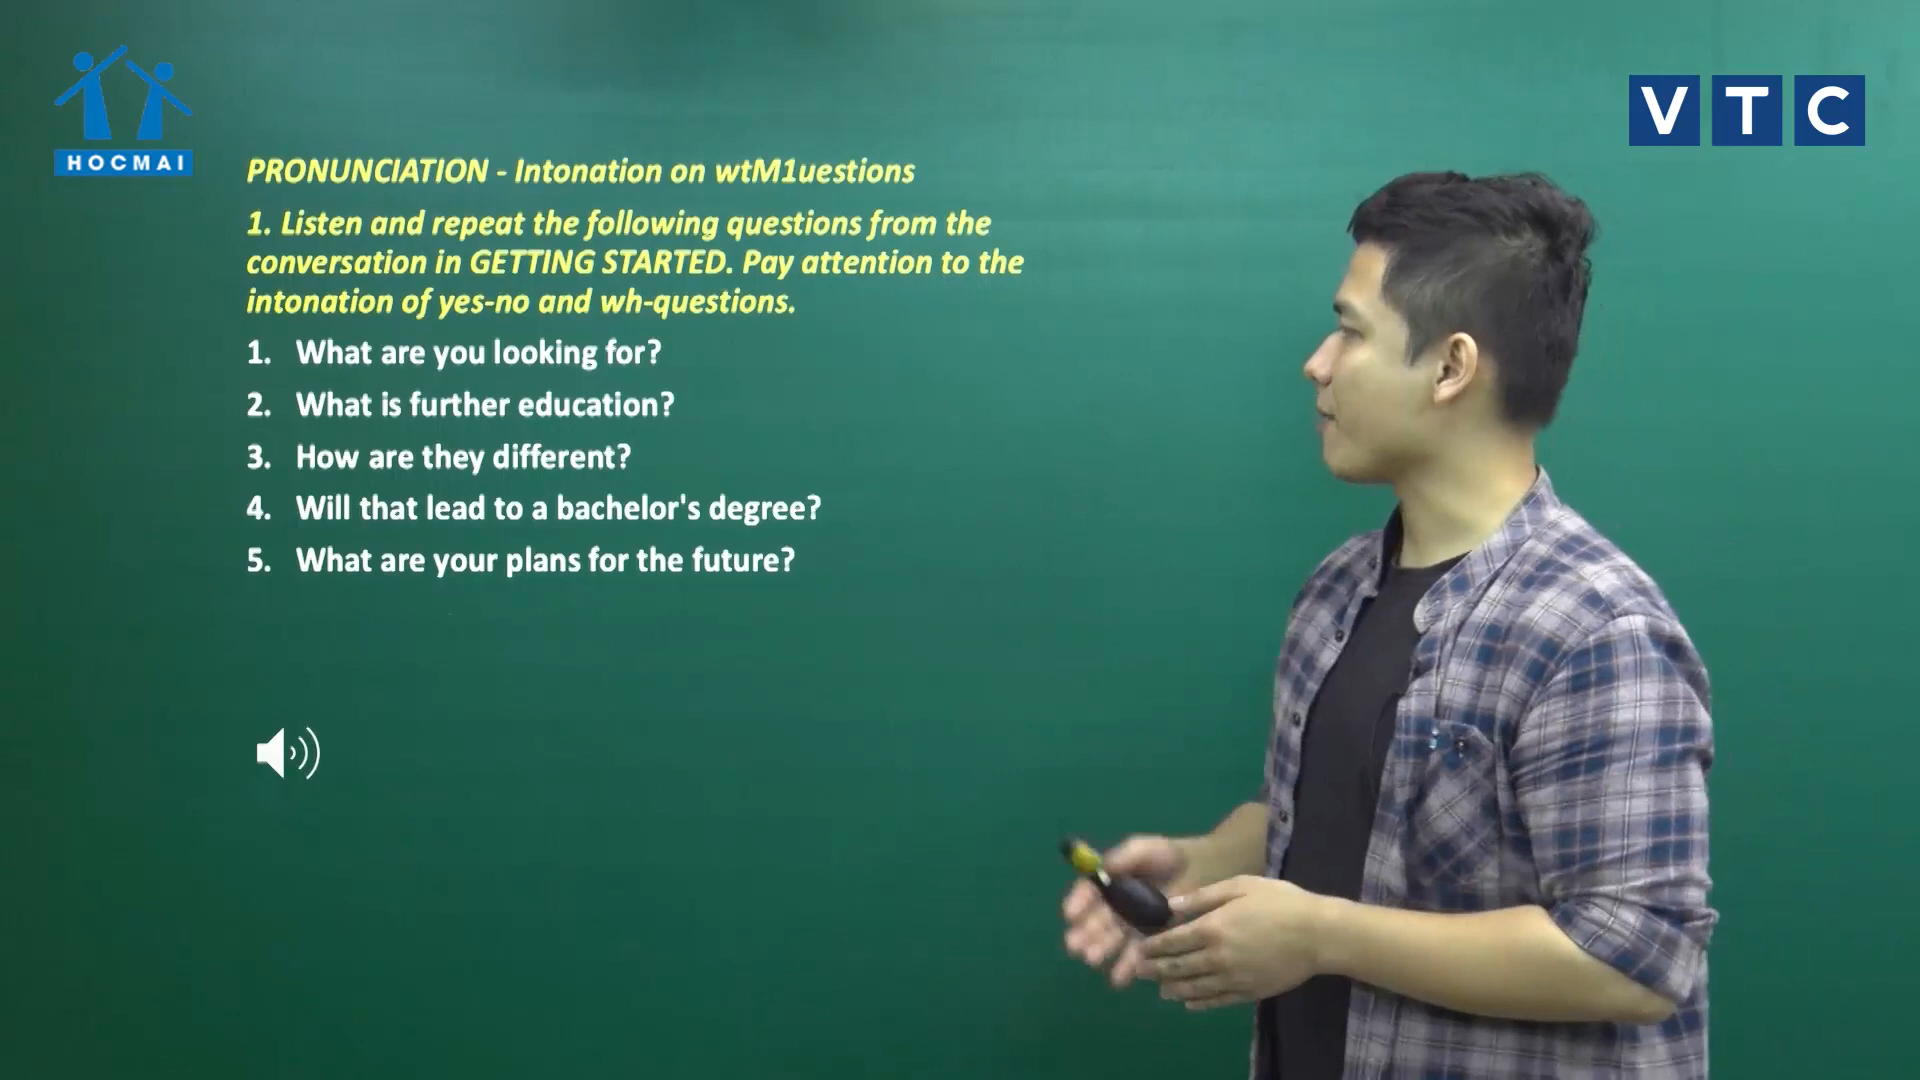 HOCMAI
VTC
PRONUNCIATION - Intonation on wtM1uestions
1. Listen and repeat the following questions from the
conversation in GETTING STARTED. Pay attention to the
intonation of yes-no and wh-questions.
1. What are you looking for?
2. What is further education?
3. How are they different?
4. Will that lead to a bachelor's degree?
5. What are your plans for the future?